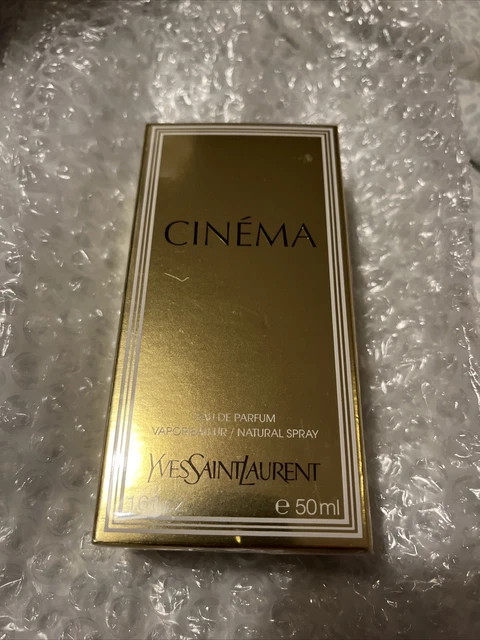 CINÉMA
EAU DE PARFUM
VAPORISATEUR / NATURAL SPRAY
YVESSAINTLAURENT
e 50ml